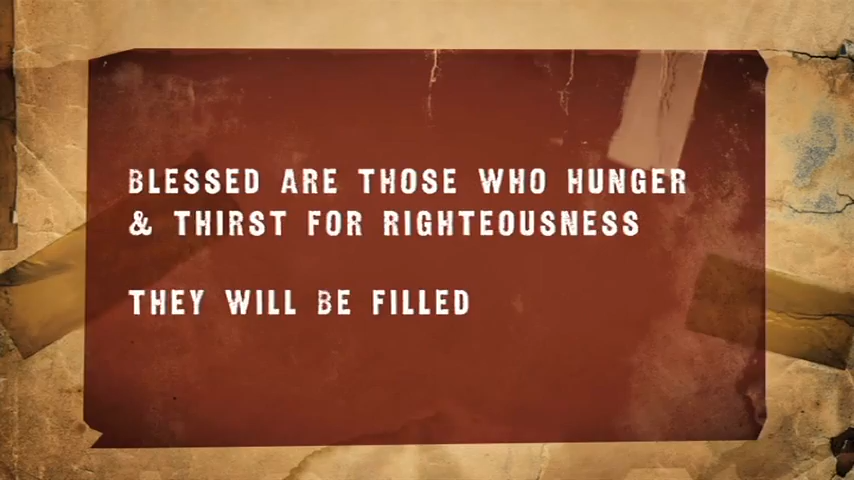 BLESSED ARE THOSE WHO HUNGER
& THIRST FOR RIGHTEOUSNESS
THEY WILL BE FILLED